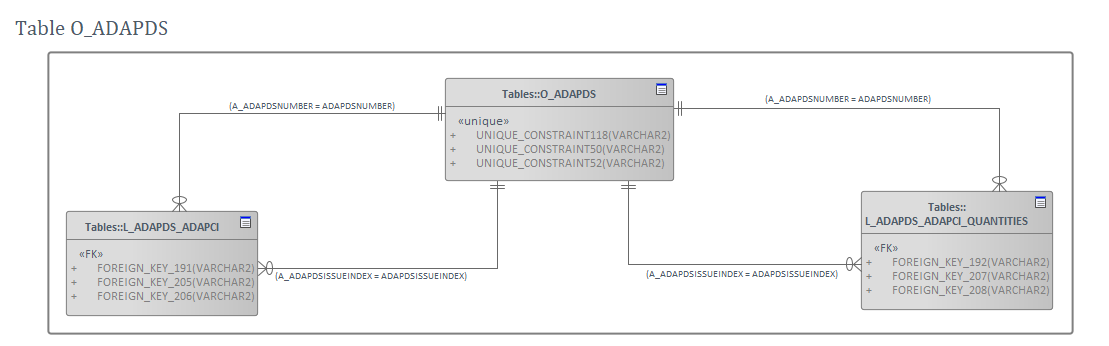 Table O_ADAPDS
Tables::O_ADAPDS
«unique»
+ UNIQUE_CONSTRAINT118(VARCHAR2)
+ UNIQUE_CONSTRAINT50(VARCHAR2)
+ UNIQUE_CONSTRAINT52(VARCHAR2)
(A_ADAPDSNUMBER = ADAPDSNUMBER)
(A_ADAPDSNUMBER = ADAPDSNUMBER)
Tables::L_ADAPDS_ADAPCI
«FK»
+ FOREIGN_KEY_191(VARCHAR2)
+ FOREIGN_KEY_205(VARCHAR2)
+ FOREIGN_KEY_206(VARCHAR2)
(A_ADAPDSISSUEINDEX = ADAPDSISSUEINDEX)
(A_ADAPDSISSUEINDEX = ADAPDSISSUEINDEX)
Tables::
L_ADAPDS_ADAPCI_QUANTITIES
«FK»
+ FOREIGN_KEY_192(VARCHAR2)
+ FOREIGN_KEY_207(VARCHAR2)
+ FOREIGN_KEY_208(VARCHAR2)